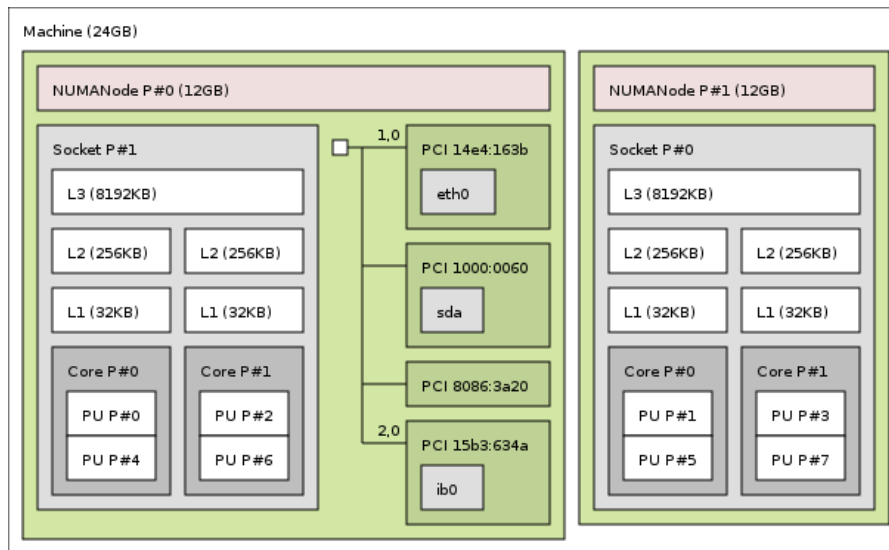 Machine (24GB)
NUMANode P#0 (12GB)
Socket P#1
L3 (8192KB)
L2 (256KB)
L2 (256KB)
L1 (32KB)
L1 (32KB)
Core P#0
PU P#0
PU P#4
Core P#1
PU P#2
PU P#6
1,0
PCI 14e4:163b
eth0
PCI 1000:0060
sda
PCI 8086:3a20
2,0
PCI 15b3:634a
ib0
NUMANode P#1 (12GB)
Socket P#0
L3 (8192KB)
L2 (256KB)
L2 (256KB)
L1 (32KB)
L1 (32KB)
Core P#0
PU P#1
PU P#5
Core P#1
PU P#3
PU P#7